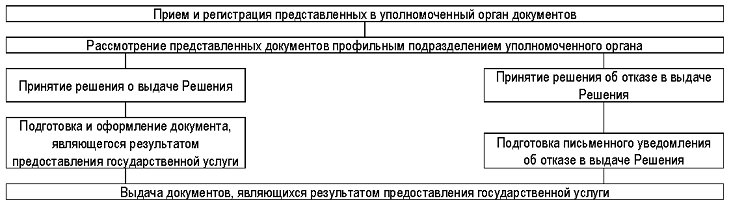 Прием и регистрация представленных в уполномоченный орган документов
Рассмотрение представленных документов профильным подразделением уполномоченного органа
Принятие решения о выдаче Решения
Принятие решения об отказе в выдаче
Решения
Подготовка и оформление документа,
являющегося результатом
предоставления государственной услуги
Подготовка письменного уведомления
об отказе в выдаче Решения
Выдача документов, являющихся результатом предоставления государственной услуги